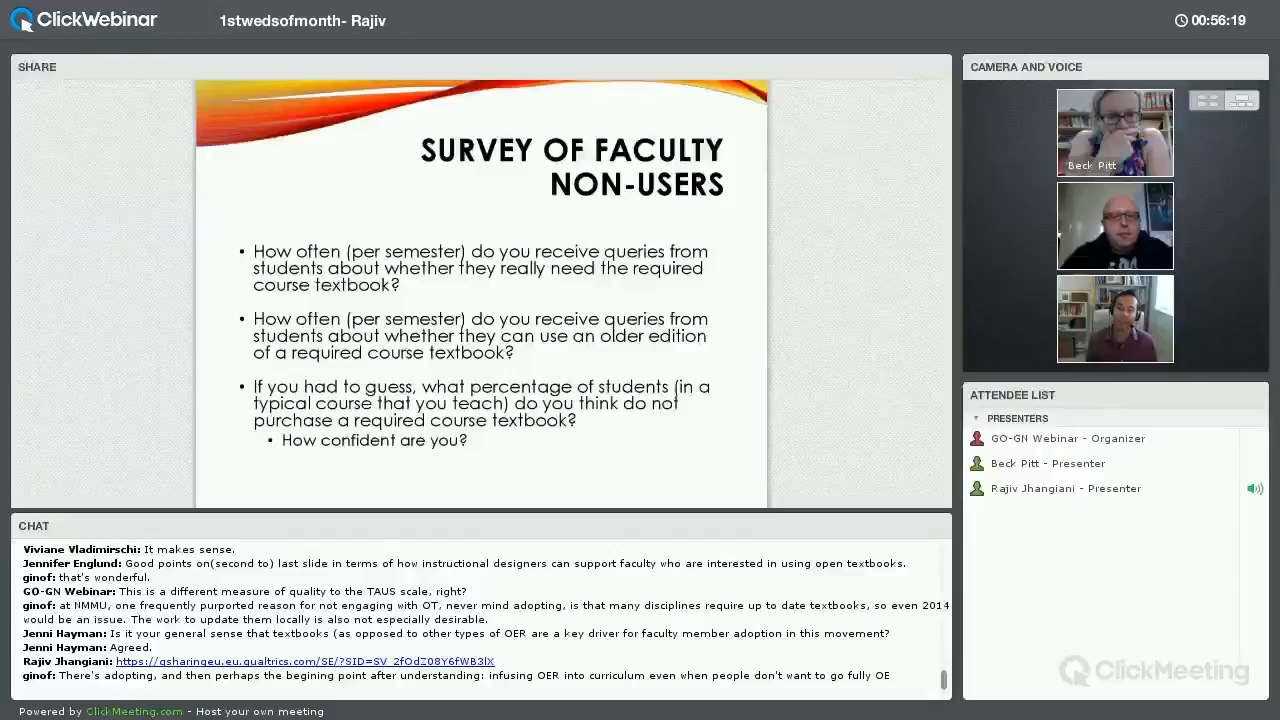 ClickWebinar
1stwedsofmonth- Rajiv
00:56:19
SHARE
SURVEY OF FACULTY
NON-USERS
• How often (per semester) do you receive queries from
students about whether they really need the required
course textbook?
• How often (per semester) do you receive queries from
students about whether they can use an older edition
of a required course textbook?
• If you had to guess, what percentage of students (in a
typical course that you teach) do you think do not
purchase a required course textbook?
• How confident are you?
CAMERA AND VOICE
Beck Pitt
ATTENDEE LIST
PRESENTERS
GO-GN Webinar - Organizer
Beck Pitt - Presenter
Rajiv Jhangiani - Presenter
CHAT
Viviane Vladimirschi: It makes sense.
Jennifer Englund: Good points on(second to) last slide in terms of how instructional designers can support faculty who are interested in using open textbooks.
ginof: that's wonderful.
GO-GN Webinar: This is a different measure of quality to the TAUS scale, right?
ginof: at NMMU, one frequently purported reason for not engaging with OT, never mind adopting, is that many disciplines require up to date textbooks, so even 2014
would be an issue. The work to update them locally is also not especially desirable.
Jenni Hayman: Is it your general sense that textbooks (as opposed to other types of OER are a key driver for faculty member adoption in this movement?
Jenni Hayman: Agreed.
Rajiv Jhangiani: https://qsharingeu.eu.qualtrics.com/SE/?SID=SV_2fOdZ08Y6fWB3lX
ginof: There's adopting, and then perhaps the begining point after understanding: infusing OER into curriculum even when people don't want to go fully OE
ClickMeeting
Powered by ClickMeeting.com - Host your own meeting